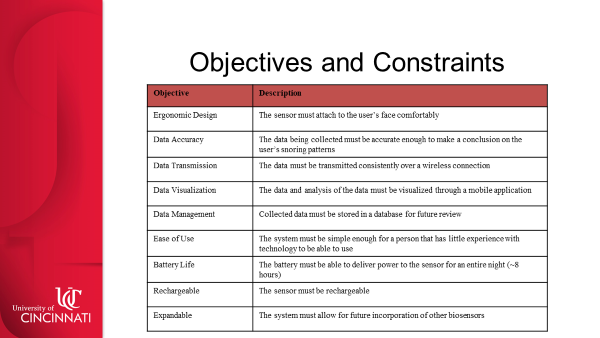 Objectives and Constraints
Objective Description
Ergonomic Design The sensor must attach to the user's face comfortably
Data Accuracy The data being collected must be accurate enough to make a conclusion on the
user's snoring patterns
Data Transmission The data must be transmitted consistently over a wireless connection
Data Visualization The data and analysis of the data must be visualized through a mobile application
Data Management Collected data must be stored in a database for future review
Ease of Use The system must be simple enough for a person that has little experience with
technology to be able to use
Battery Life The battery must be able to deliver power to the sensor for an entire night (~8
hours)
Rechargeable The sensor must be rechargeable
Expandable The system must allow for future incorporation of other biosensors
UC
University of
CINCINNATI